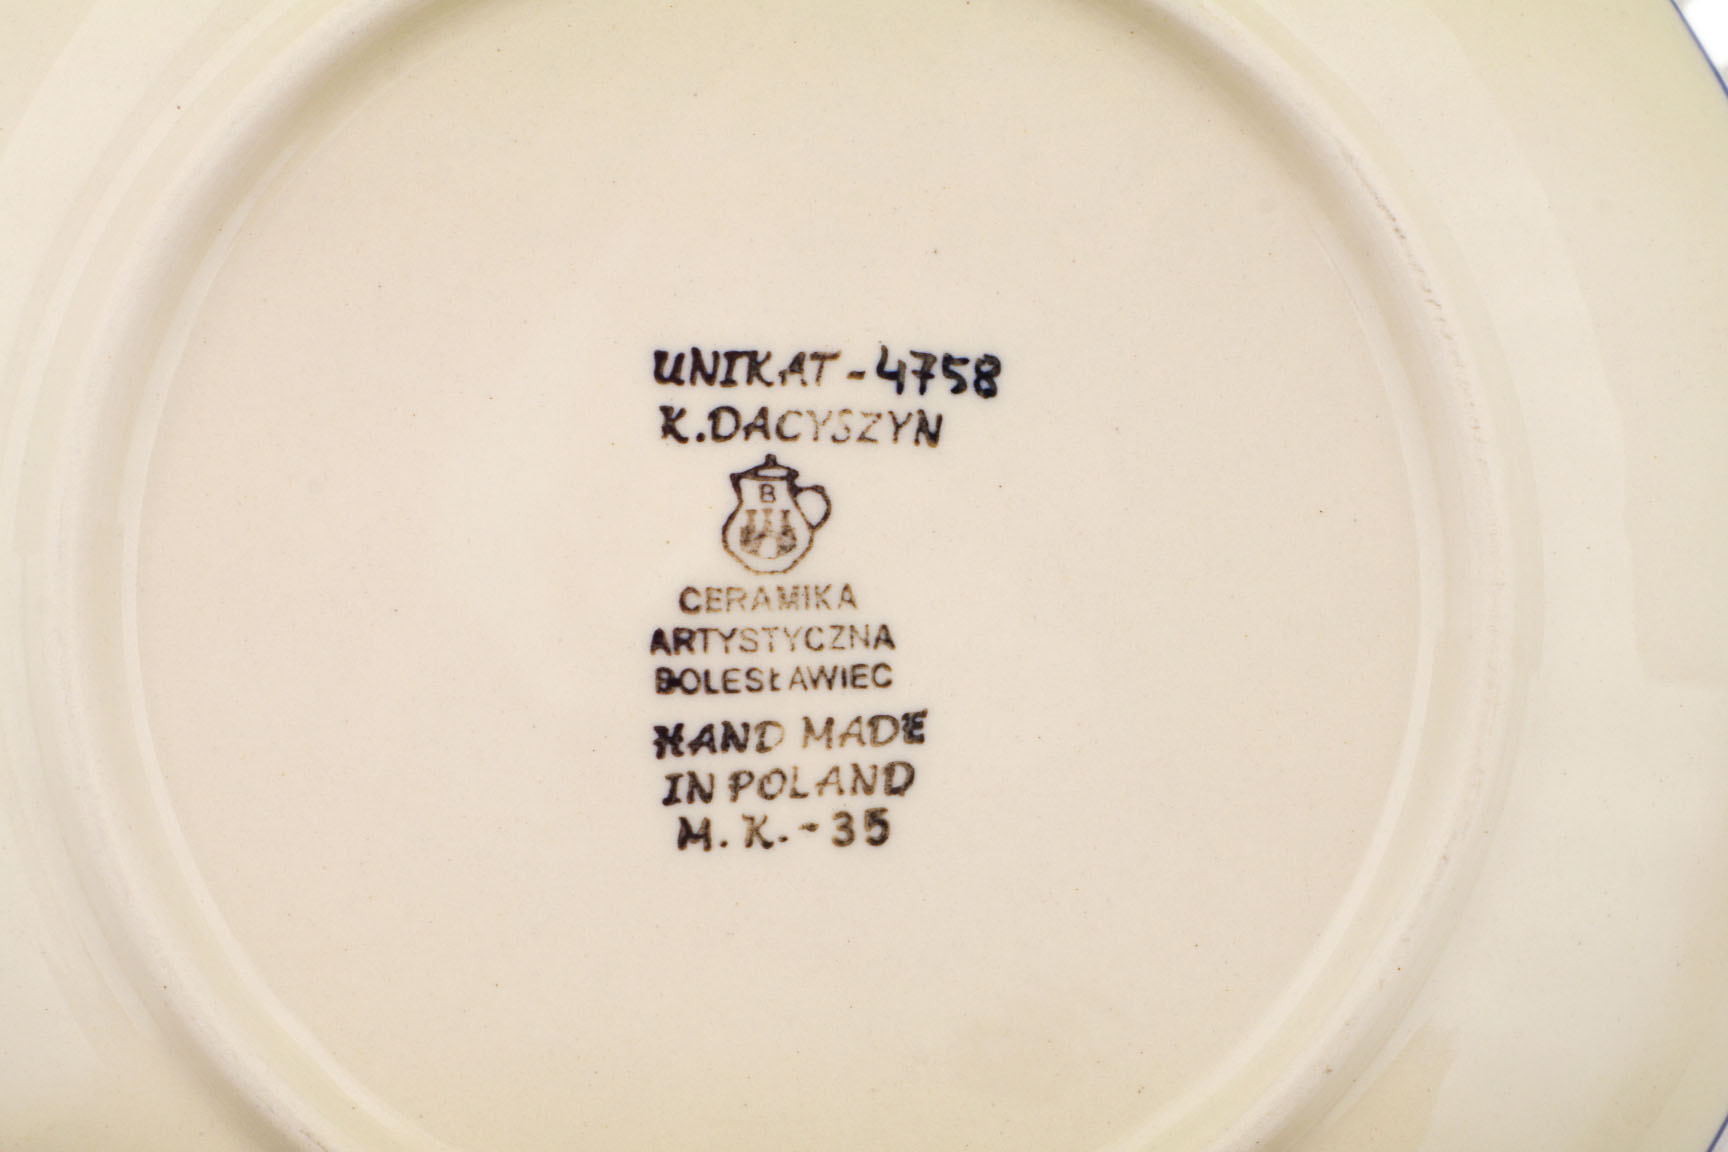 UNIKAT-4758
K.DACYSZYN
B
CERAMIKA
ARTYSTYCZNA
BOLESŁAWIEC
HAND MADE
IN POLAND
M.K.-35